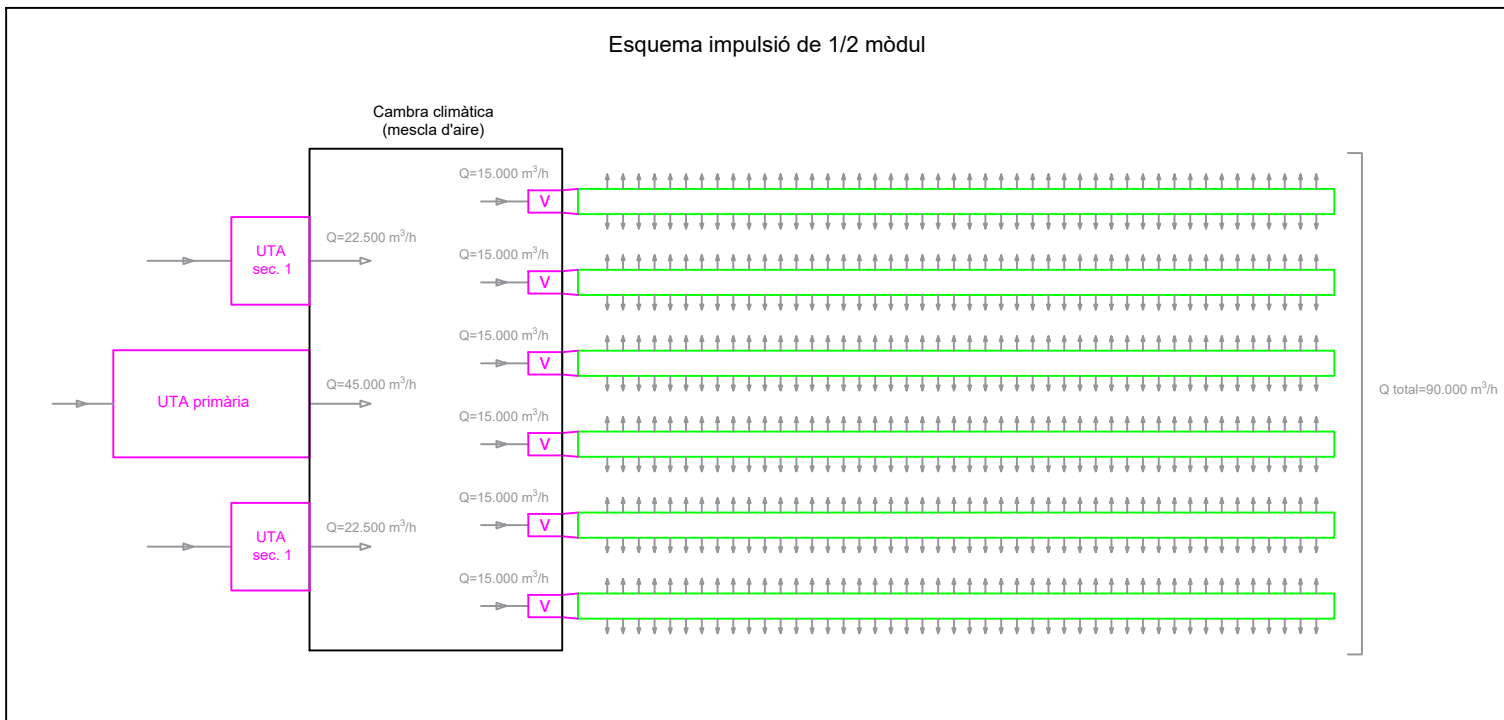 Esquema impulsió de 1/2 mòdul
Cambra climàtica
(mescla d'aire)
Q=15.000 m³/h
V
UTA
sec. 1
Q=22.500 m³/h
Q=15.000 m³/h
V
Q=15.000 m³/h
V
UTA primària
Q=45.000 m³/h
Q total=90.000 m³/h
Q=15.000 m³/h
V
Q=15.000 m³/h
V
UTA
sec. 1
Q=22.500 m³/h
Q=15.000 m³/h
V